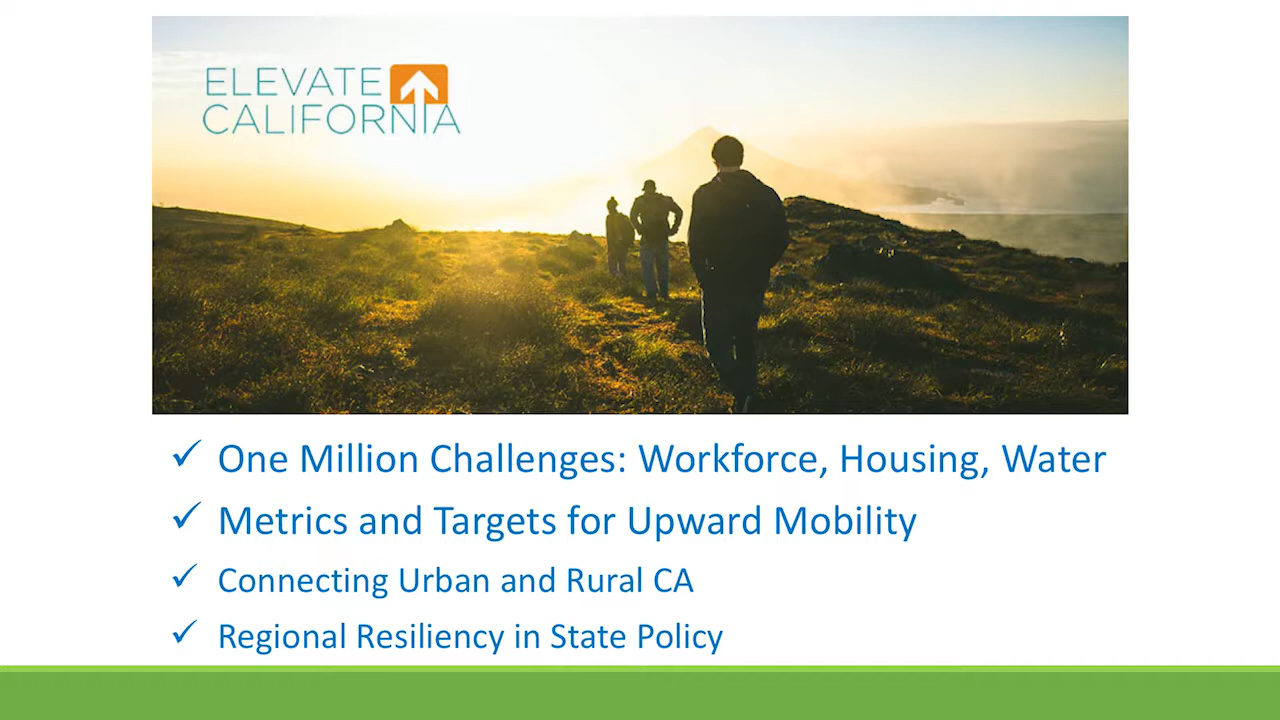 ELEVATE
CALIFORNIA
✓ One Million Challenges: Workforce, Housing, Water
✓ Metrics and Targets for Upward Mobility
✓ Connecting Urban and Rural CA
✓ Regional Resiliency in State Policy